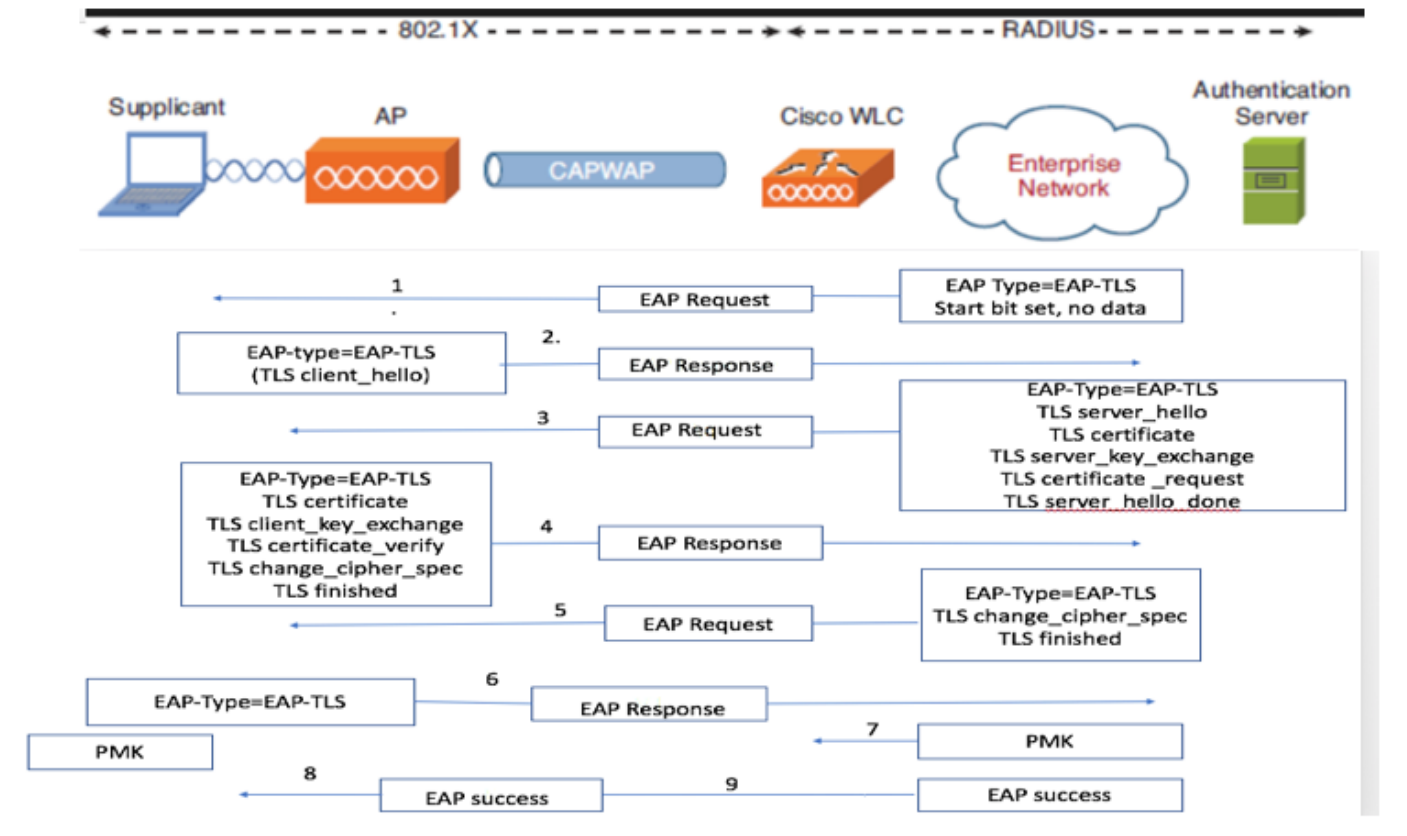 802.1X
RADIUS
Supplicant
AP
CAPWAP
Cisco WLC
Enterprise
Network
Authentication
Server
1
.
EAP Request
EAP Type=EAP-TLS
Start bit set, no data
EAP-type=EAP-TLS
(TLS client_hello)
2.
EAP Response
EAP-Type=EAP-TLS
TLS server_hello
TLS certificate
TLS server_key_exchange
TLS certificate _request
TLS server_hello_done
3
EAP Request
EAP-Type=EAP-TLS
TLS certificate
TLS client_key_exchange
TLS certificate_verify
TLS change_cipher_spec
TLS finished
4
EAP Response
5
EAP Request
EAP-Type=EAP-TLS
TLS change_cipher_spec
TLS finished
EAP-Type=EAP-TLS
6
EAP Response
PMK
7
PMK
8
EAP success
9
EAP success